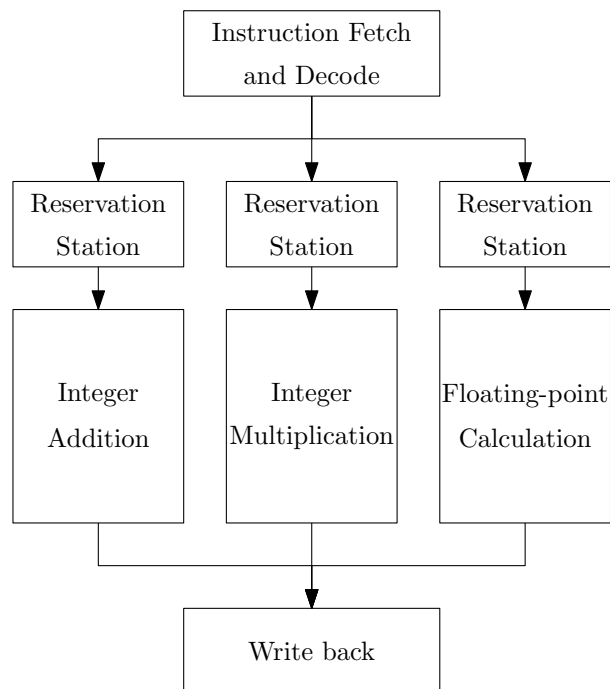 Instruction Fetch
and Decode
Reservation
Station
Reservation
Station
Reservation
Station
Integer
Addition
Integer
Multiplication
Floating-point
Calculation
Write back